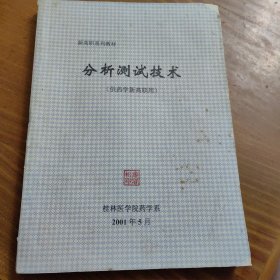 新高职系列教材
分析测试技术
（供药学新高职用）
桂林医学院药学系
2001年5月